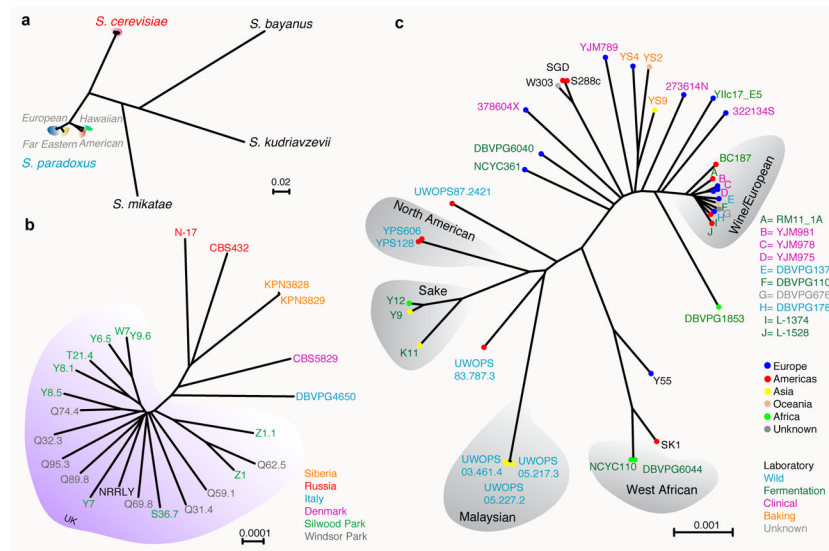 a
S. cerevisiae
S. bayanus
European
Hawaiian
Far Eastern
American
S. paradoxus
S. kudriavzevii
S. mikatae
0.02
b
N-17
CBS432
KPN3828
KPN3829
CBS5829
DBVPG4650
W7
Y9.6
Y6.5
T21.4
Y8.1
Y8.5
Q74.4
Q32.3
Q95.3
Q89.8
Y7
NRRLY
Q69.8
S36.7
Q31.4
Q59.1
Z1
Q62.5
Z1.1
UK
Siberia
Russia
Italy
Denmark
Silwood Park
Windsor Park
0.0001
c
YJM789
YS4
YS2
SGD
S288c
W303
YS9
273614N
YIIc17_E5
322134S
378604X
DBVPG6040
NCYC361
UWOPS87.2421
North American
YPS606
YPS128
Sake
Y12
Y9
K11
UWOPS
83.787.3
BC187
A
B
C
D
E
F
G
H
I
J
Wine/European
A= RM11_1A
B= YJM981
C= YJM978
D= YJM975
E= DBVPG137
F= DBVPG110
G= DBVPG676
H= DBVPG178
I= L-1374
J= L-1528
DBVPG1853
Y55
SK1
NCYC110
DBVPG6044
West African
UWOPS
03.461.4
UWOPS
05.217.3
UWOPS
05.227.2
Malaysian
Europe
Americas
Asia
Oceania
Africa
Unknown
Laboratory
Wild
Fermentation
Clinical
Baking
Unknown
0.001